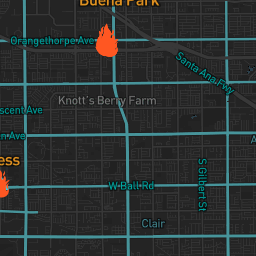 Buena Park
Orangethorpe Ave
Santa Ana Fwy
Knott's Berry Farm
scent Ave
n Ave
A
ess
W Ball Rd
S Gilbert St
Clair